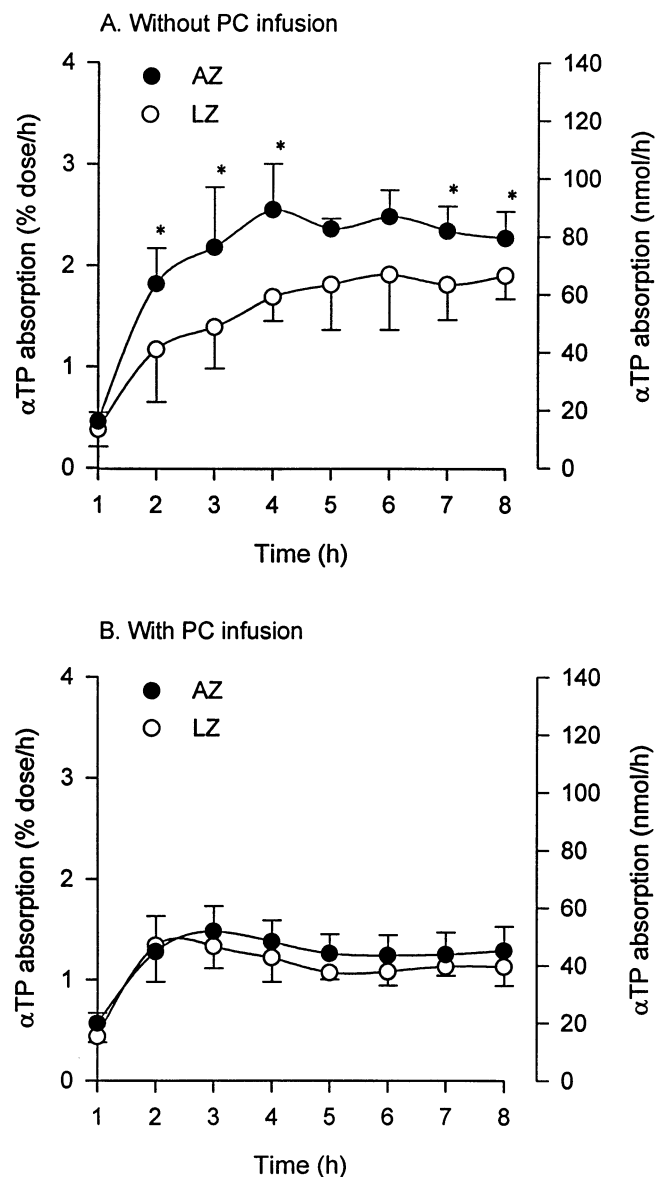 A. Without PC infusion
αTP absorption (% dose/h)
4
3
2
1
0
AZ
LZ
*
*
*
*
*
140
120
100
80
60
40
20
0
αTP absorption (nmol/h)
1 2 3 4 5 6 7 8
Time (h)
B. With PC infusion
αTP absorption (% dose/h)
4
3
2
1
0
AZ
LZ
140
120
100
80
60
40
20
0
αTP absorption (nmol/h)
1 2 3 4 5 6 7 8
Time (h)